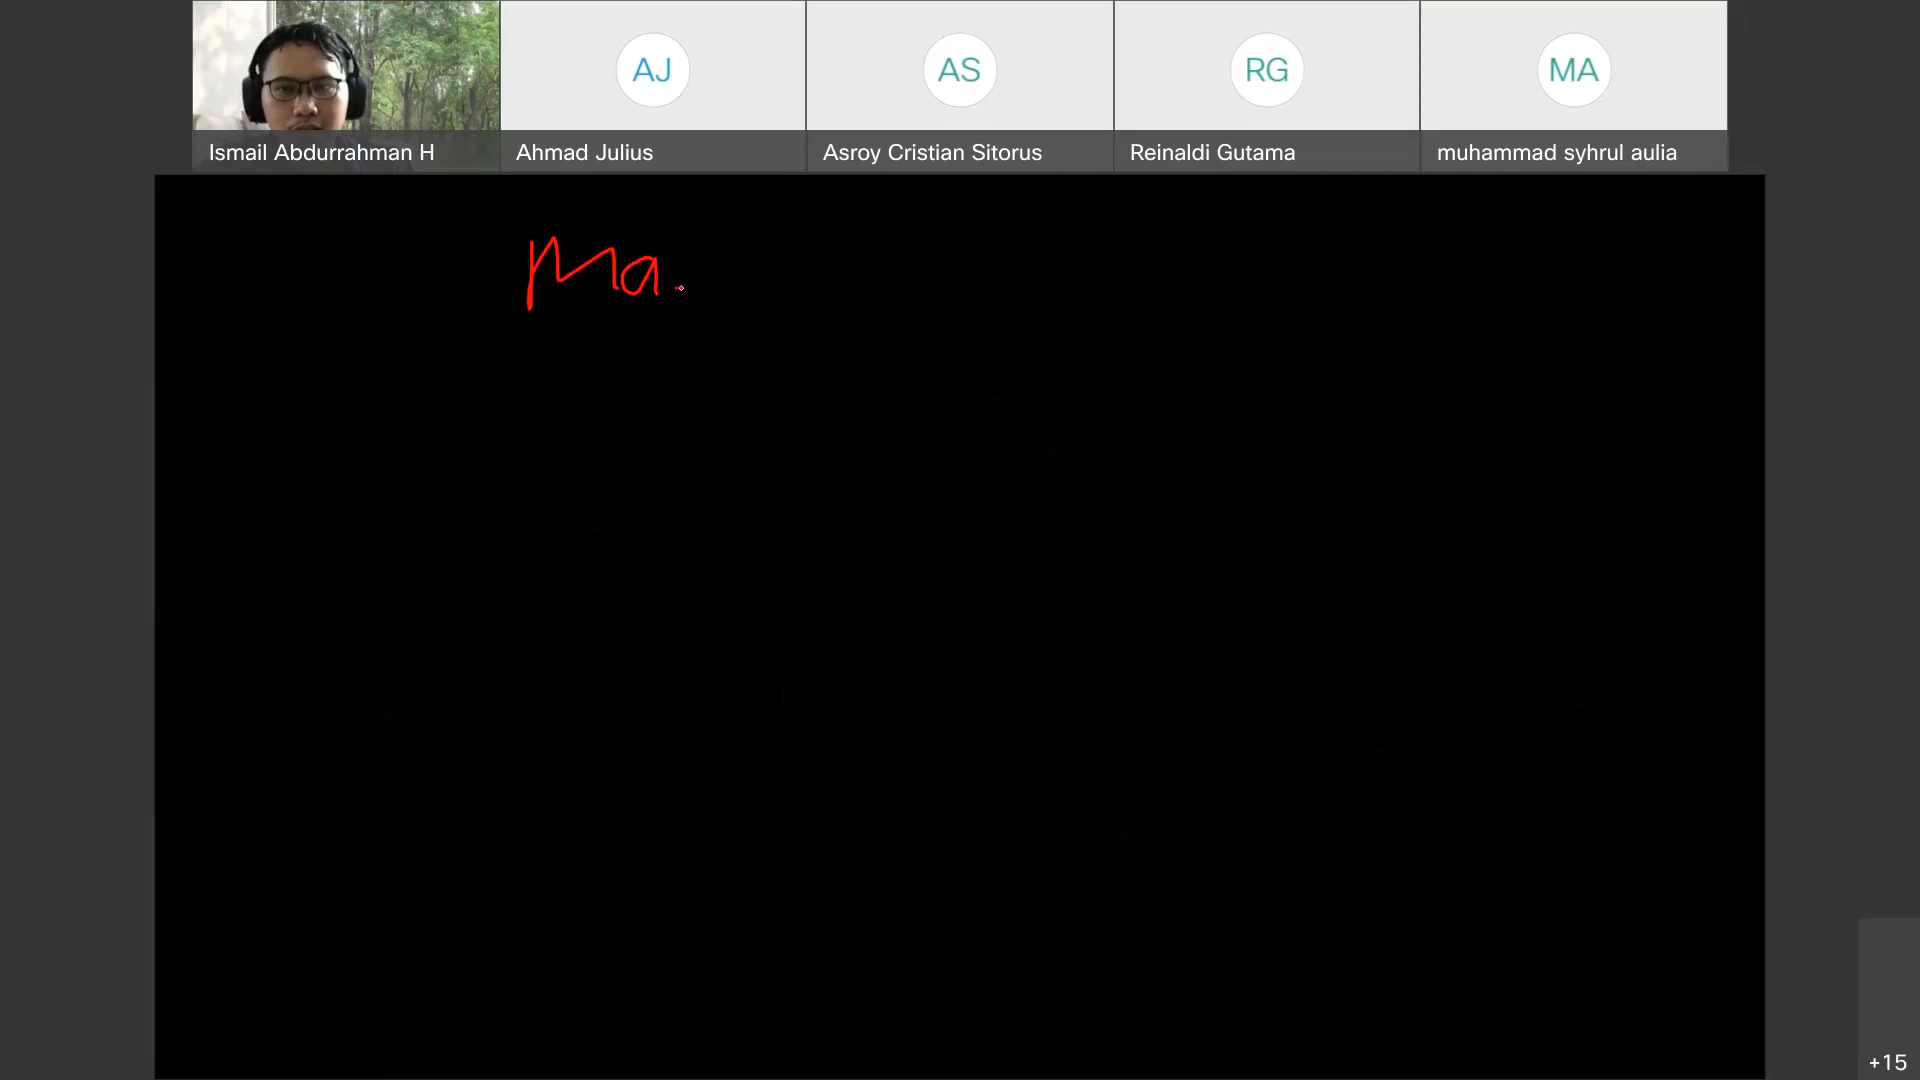 AJ
AS
RG
MA
Ismail Abdurrahman H
Ahmad Julius
Asroy Cristian Sitorus
Reinaldi Gutama
muhammad syhrul aulia
Ma
+15